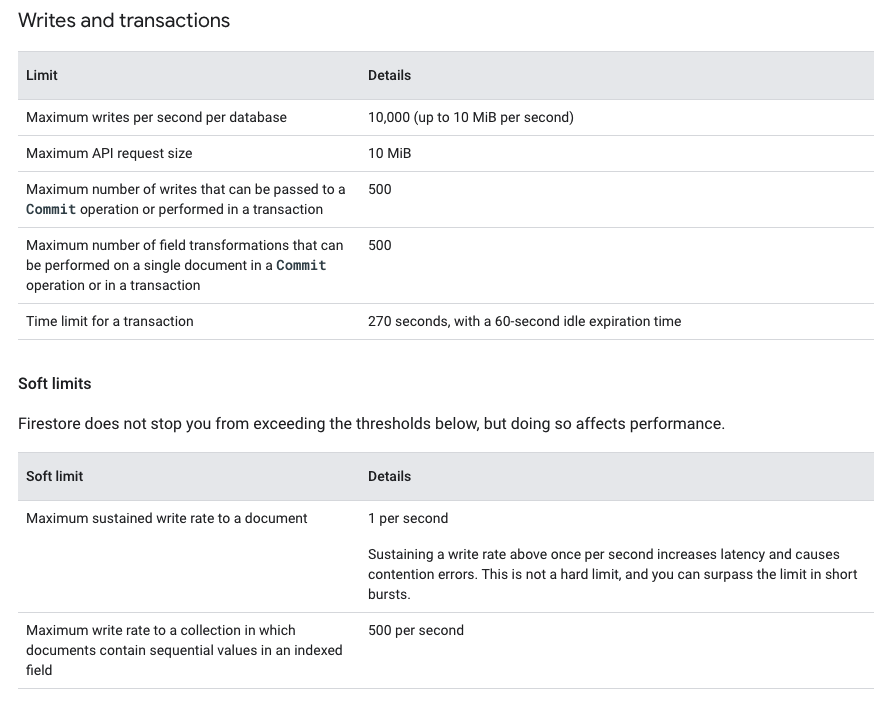 Writes and transactions
Limit
Details
Maximum writes per second per database
10,000 (up to 10 MiB per second)
Maximum API request size
10 MiB
Maximum number of writes that can be passed to a
Commit operation or performed in a transaction
500
Maximum number of field transformations that can
be performed on a single document in a Commit
operation or in a transaction
500
Time limit for a transaction
270 seconds, with a 60-second idle expiration time
Soft limits
Firestore does not stop you from exceeding the thresholds below, but doing so affects performance.
Soft limit
Details
Maximum sustained write rate to a document
1 per second
Sustaining a write rate above once per second increases latency and causes
contention errors. This is not a hard limit, and you can surpass the limit in short
bursts.
Maximum write rate to a collection in which
documents contain sequential values in an indexed
field
500 per second